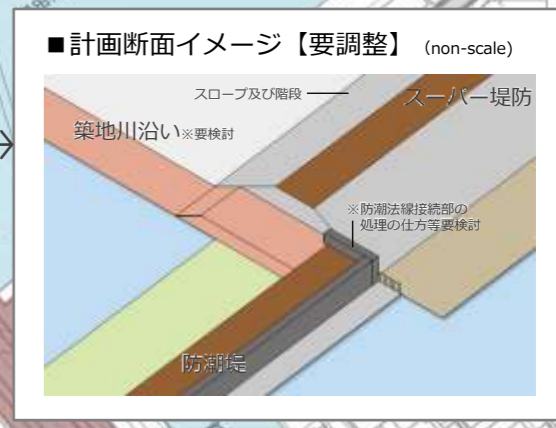 ■計画断面イメージ【要調整】 (non-scale)
スロープ及び階段
スーパー堤防
築地川沿い※要検討
※防潮法線接続部の
処理の仕方等要検討
防潮堤